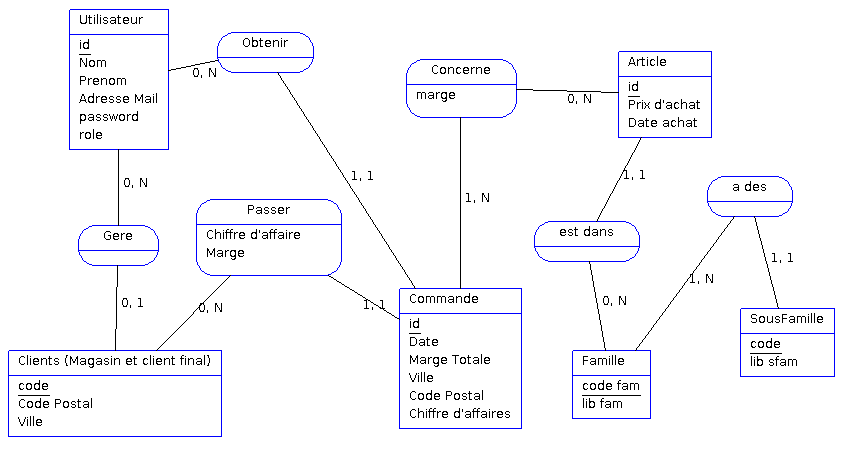 Utilisateur
id
Nom
Prenom
Adresse Mail
password
role
Obtenir
0, N
Concerne
marge
0, N
Article
id
Prix d'achat
Date achat
1, 1
0, N
1, N
1, 1
a des
Passer
Chiffre d'affaire
Marge
Gere
est dans
0, 1
0, N
1, 1
0, N
1, N
1, 1
Commande
id
Date
Marge Totale
Ville
Code Postal
Chiffre d'affaires
SousFamille
code
lib sfam
Clients (Magasin et client final)
code
Code Postal
Ville
Famille
code fam
lib fam